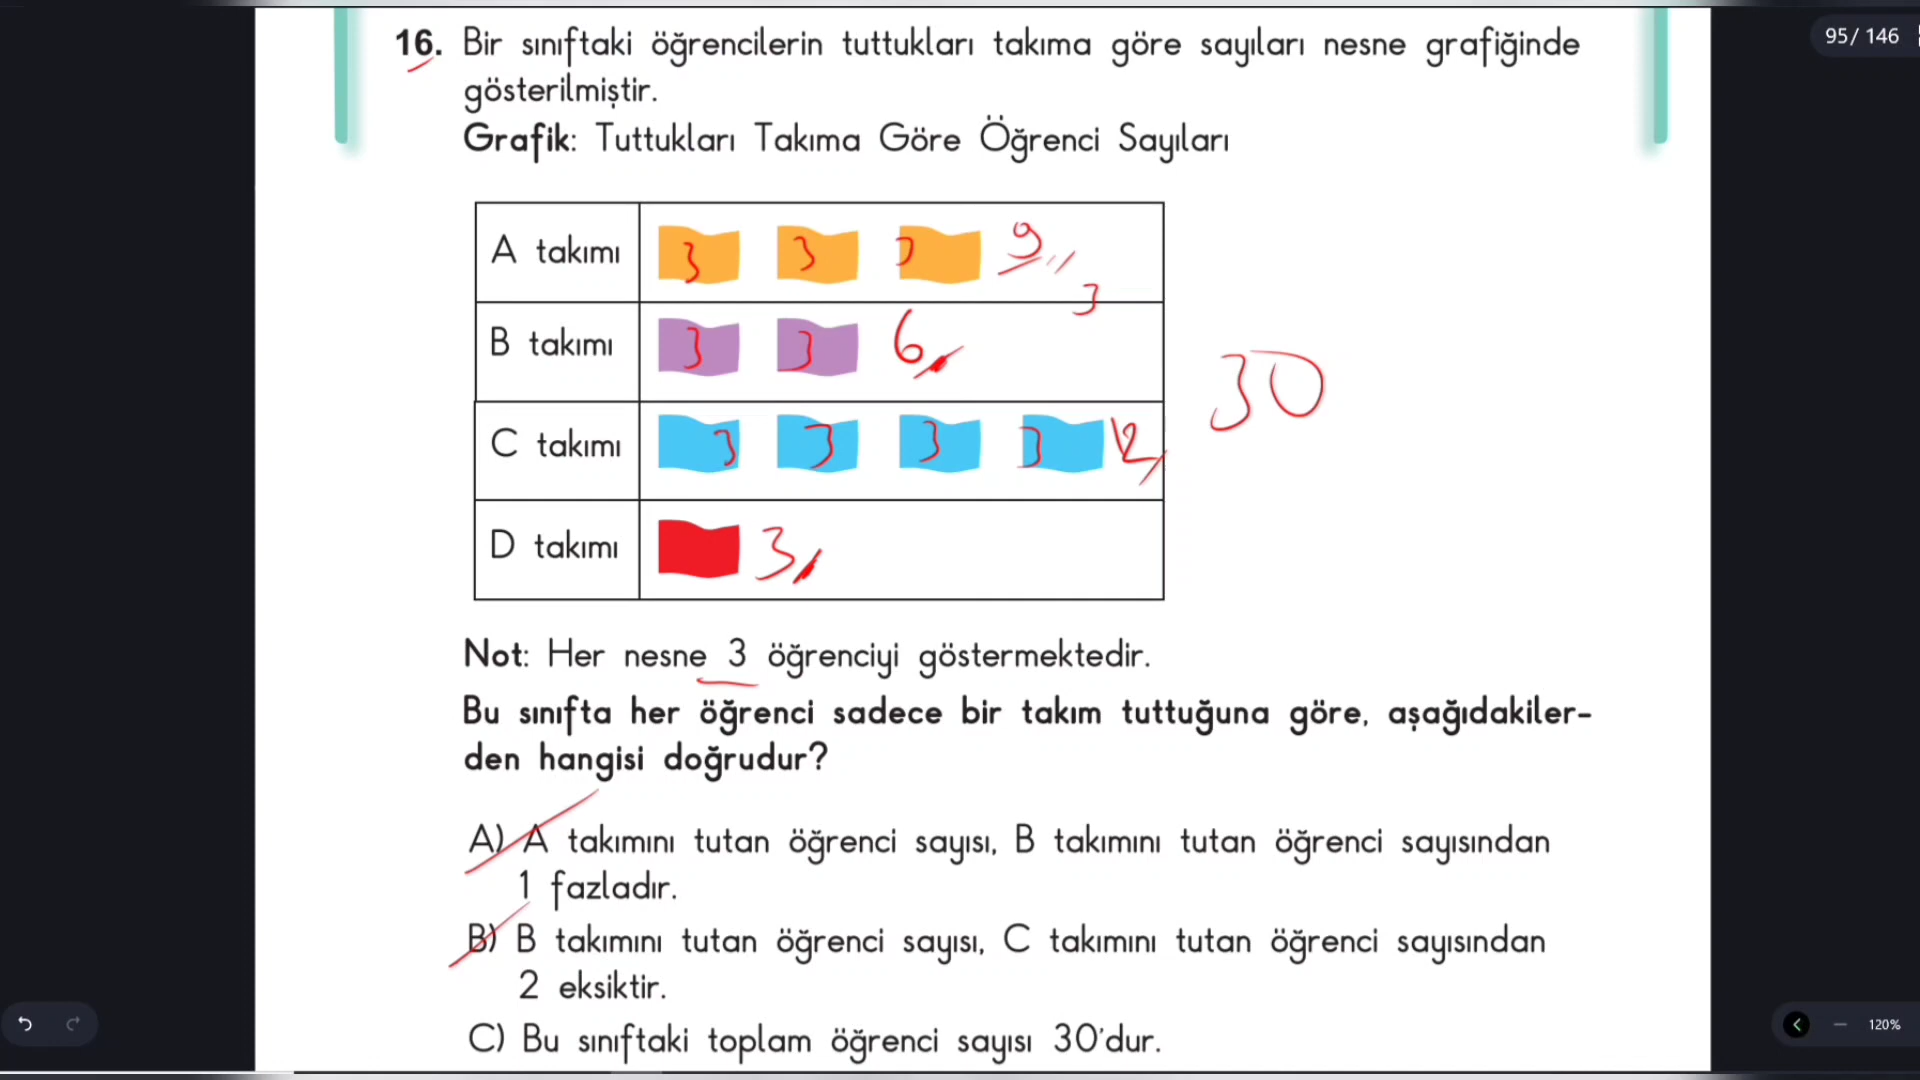 95/ 146
16. Bir sınıftaki öğrencilerin tuttukları takıma göre sayıları nesne grafiğinde
gösterilmiştir.
Grafik: Tuttukları Takıma Göre Öğrenci Sayıları
A takımı 3 3 3 9
3
B takımı 3 3 6
30
C takımı 3 3 3 3 12
D takımı 3
Not: Her nesne 3 öğrenciyi göstermektedir.
Bu sınıfta her öğrenci sadece bir takım tuttuğuna göre, aşağıdakiler-
den hangisi doğrudur?
A) A takımını tutan öğrenci sayısı, B takımını tutan öğrenci sayısından
1 fazladır.
B) B takımını tutan öğrenci sayısı, C takımını tutan öğrenci sayısından
2 eksiktir.
C) Bu sınıftaki toplam öğrenci sayısı 30'dur.
120%